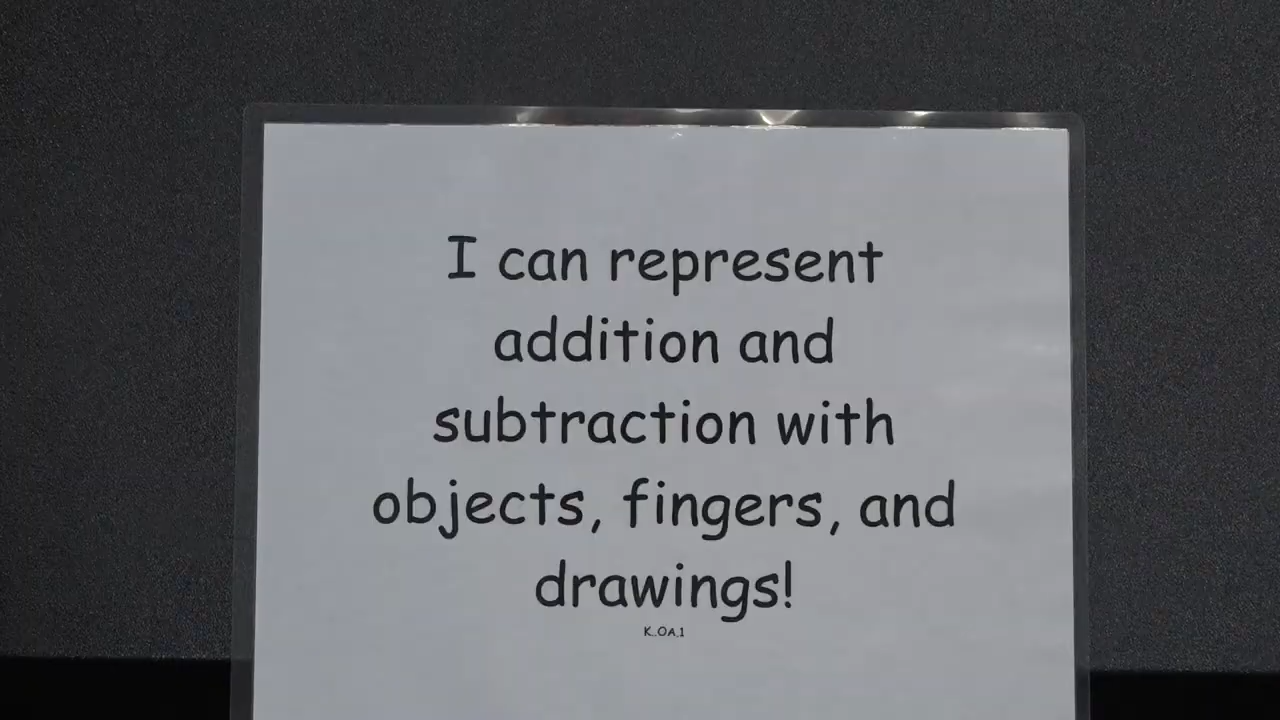 I can represent
addition and
subtraction with
objects, fingers, and
drawings!
K..OA.1